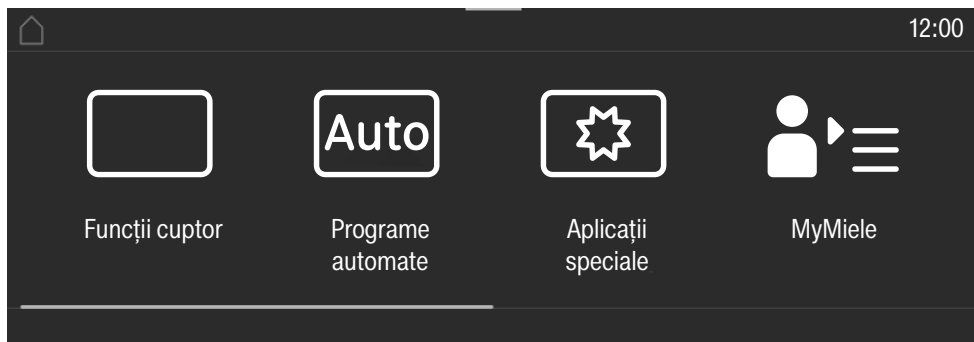 12:00
Auto
Funcții cuptor
Programe
automate
Aplicații
speciale
MyMiele